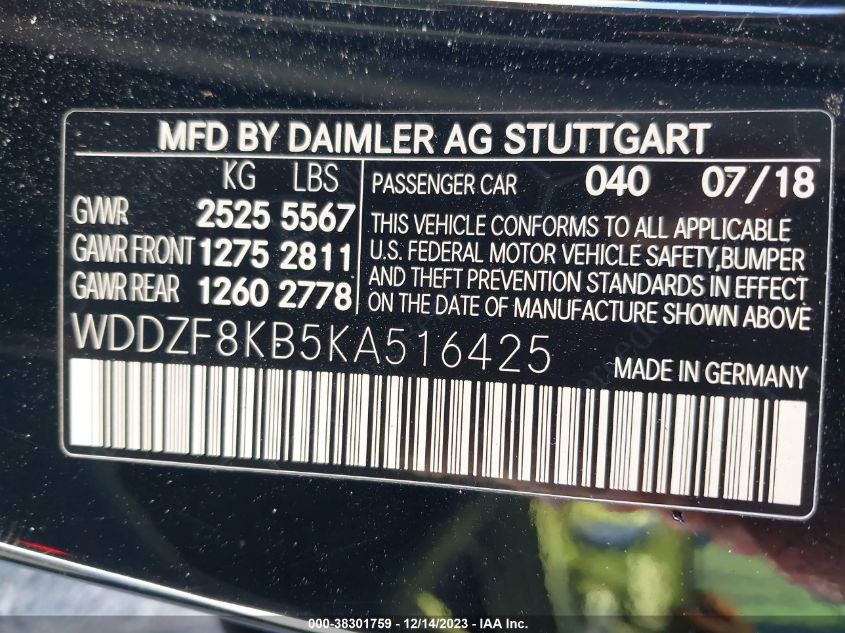 MFD BY DAIMLER AG STUTTGART
KG LBS
GVWR 2525 5567
GAWR FRONT 1275 2811
GAWR REAR 1260 2778
PASSENGER CAR 040 07/18
THIS VEHICLE CONFORMS TO ALL APPLICABLE
U.S. FEDERAL MOTOR VEHICLE SAFETY,BUMPER
AND THEFT PREVENTION STANDARDS IN EFFECT
ON THE DATE OF MANUFACTURE SHOWN ABOVE
WDDZF8KB5KA516425
MADE IN GERMANY
000-38301759 — 12/14/2023 — IAA Inc.